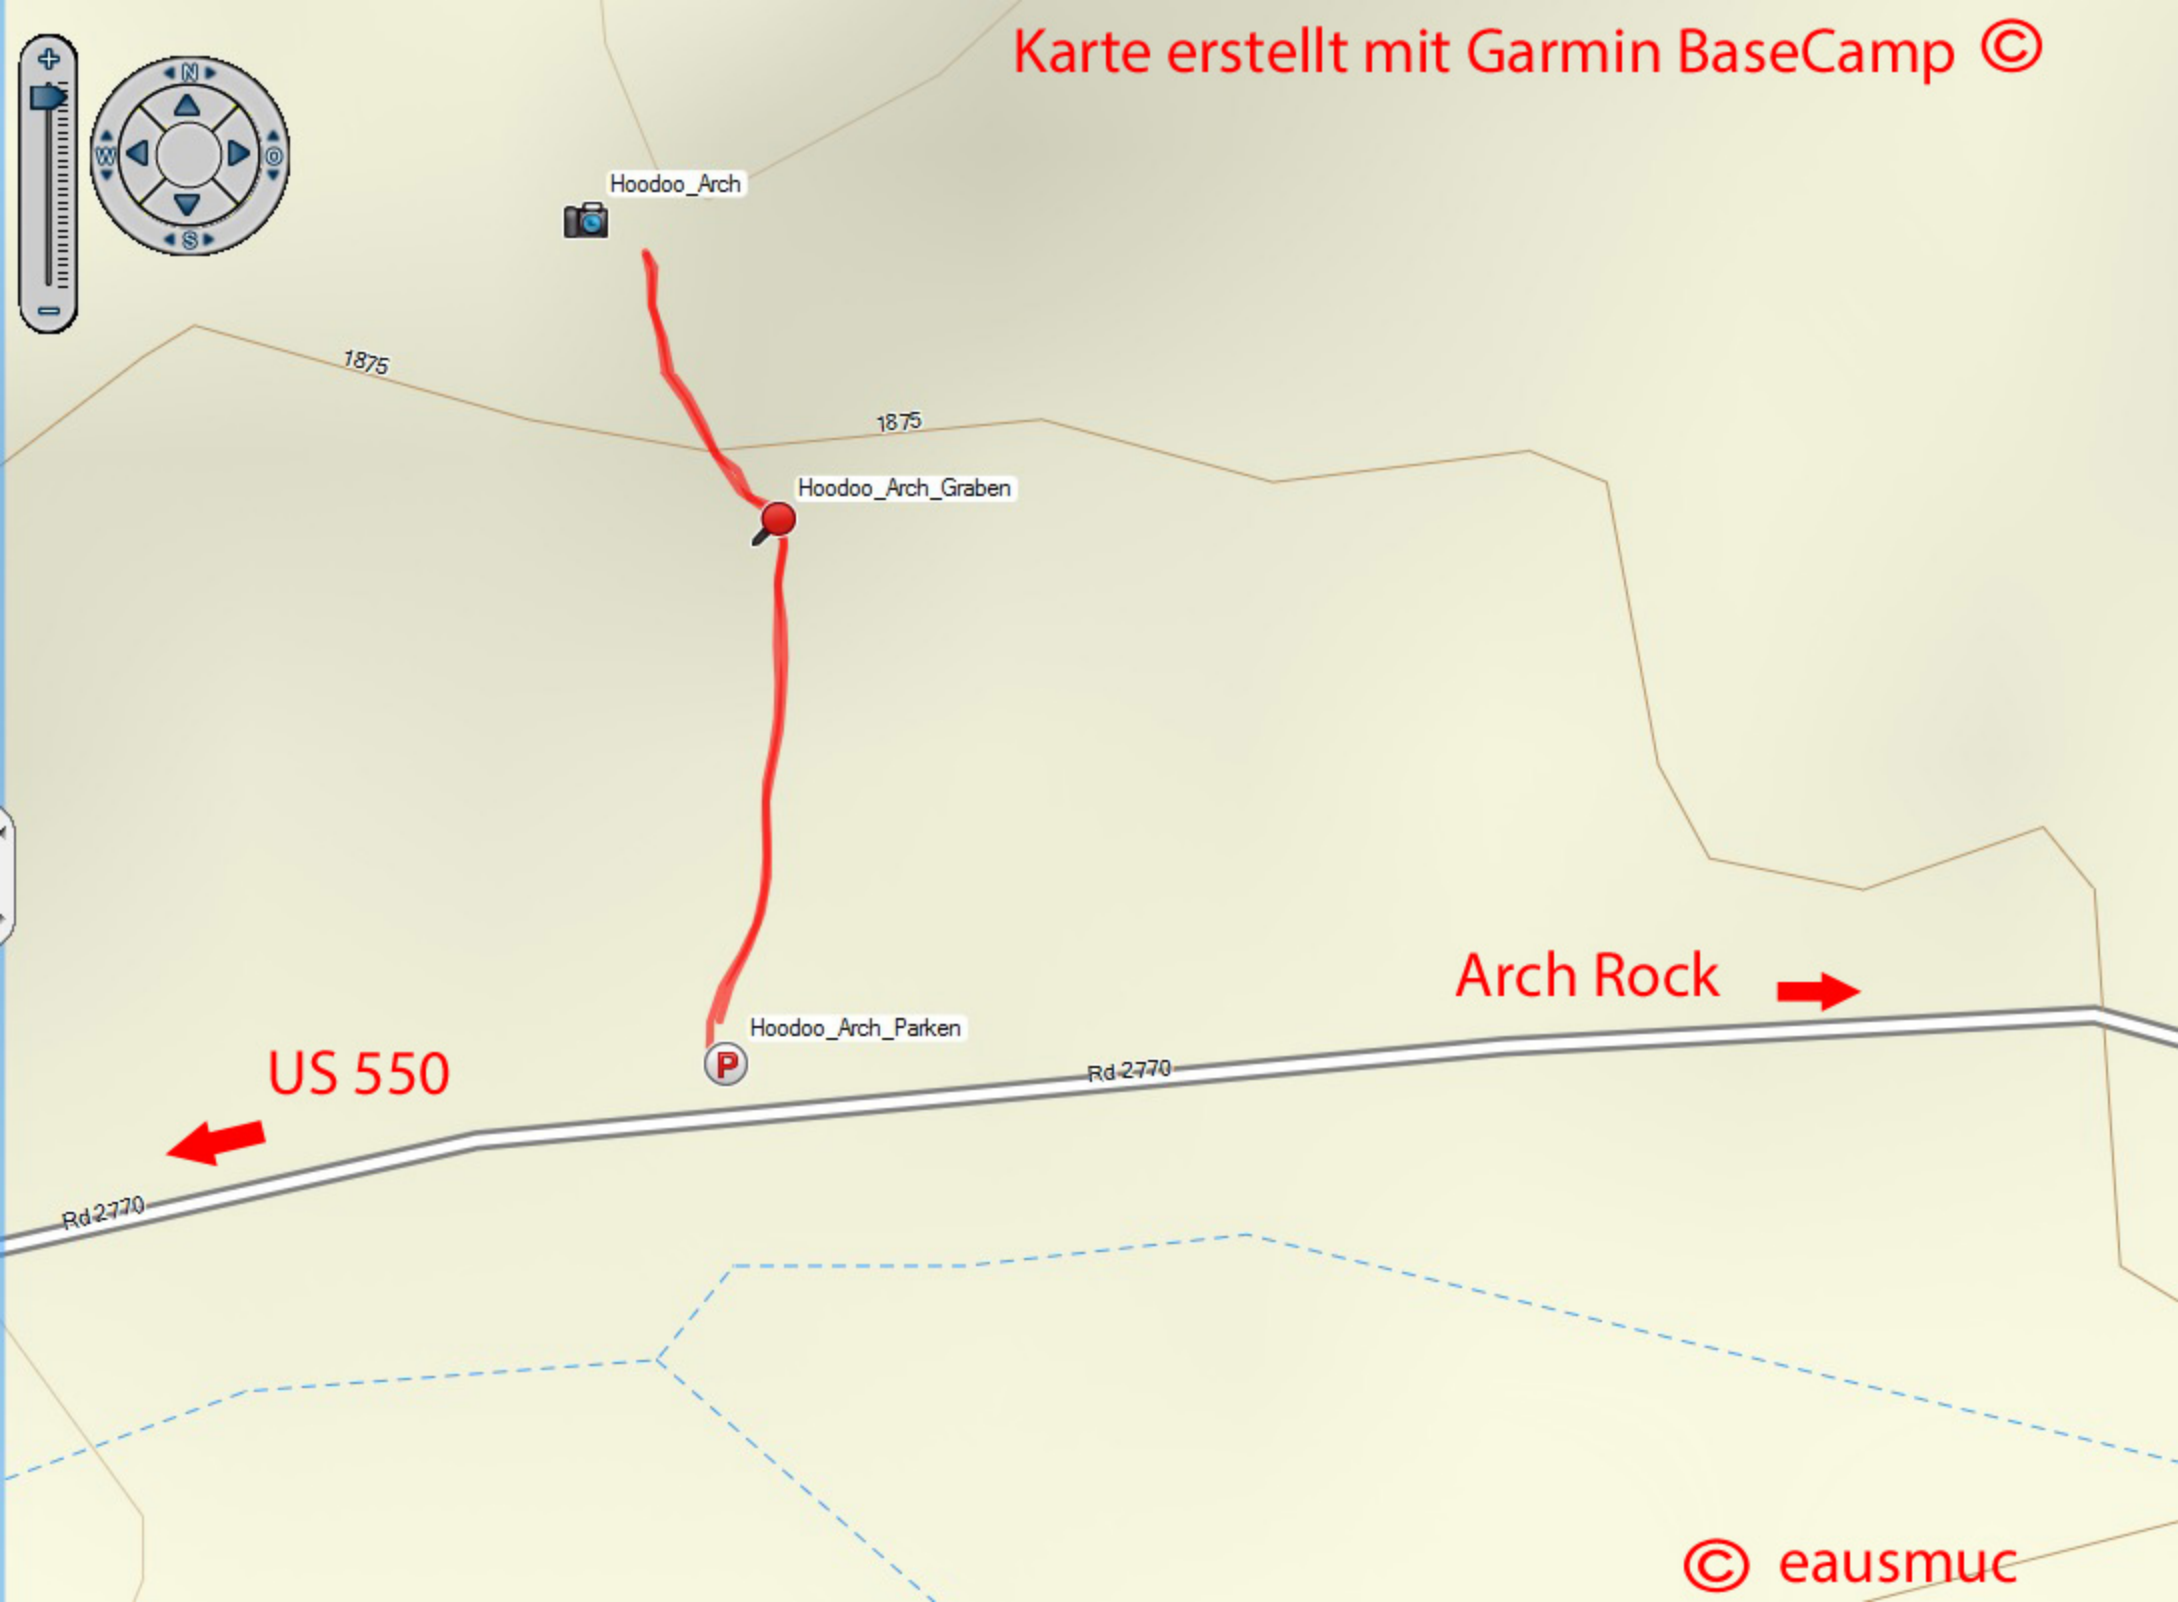 Karte erstellt mit Garmin BaseCamp ©
+
N
W
O
S
Hoodoo_Arch
1875
1875
Hoodoo_Arch_Graben
Arch Rock
Hoodoo_Arch_Parken
US 550
P
Rd 2770
Rd 2770
© eausmuc